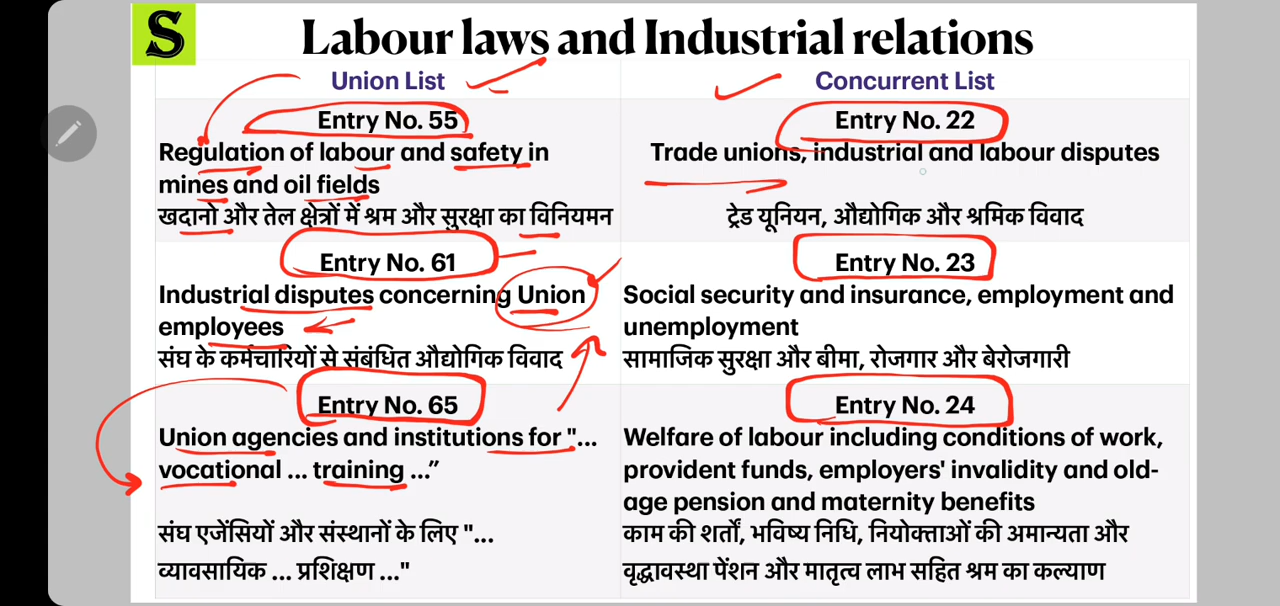 S
Labour laws and Industrial relations
Union List
Concurrent List
Entry No. 55
Regulation of labour and safety in
mines and oil fields
खदानो और तेल क्षेत्रों में श्रम और सुरक्षा का विनियमन
Entry No. 22
Trade unions, industrial and labour disputes
ट्रेड यूनियन, औद्योगिक और श्रमिक विवाद
Entry No. 61
Industrial disputes concerning Union
employees
संघ के कर्मचारियों से संबंधित औद्योगिक विवाद
Entry No. 23
Social security and insurance, employment and
unemployment
सामाजिक सुरक्षा और बीमा, रोजगार और बेरोजगारी
Entry No. 65
Union agencies and institutions for "...
vocational ... training ...”
संघ एजेंसियों और संस्थानों के लिए "...
व्यावसायिक ... प्रशिक्षण ..."
Entry No. 24
Welfare of labour including conditions of work,
provident funds, employers' invalidity and old-
age pension and maternity benefits
काम की शर्तों, भविष्य निधि, नियोक्ताओं की अमान्यता और
वृद्धावस्था पेंशन और मातृत्व लाभ सहित श्रम का कल्याण